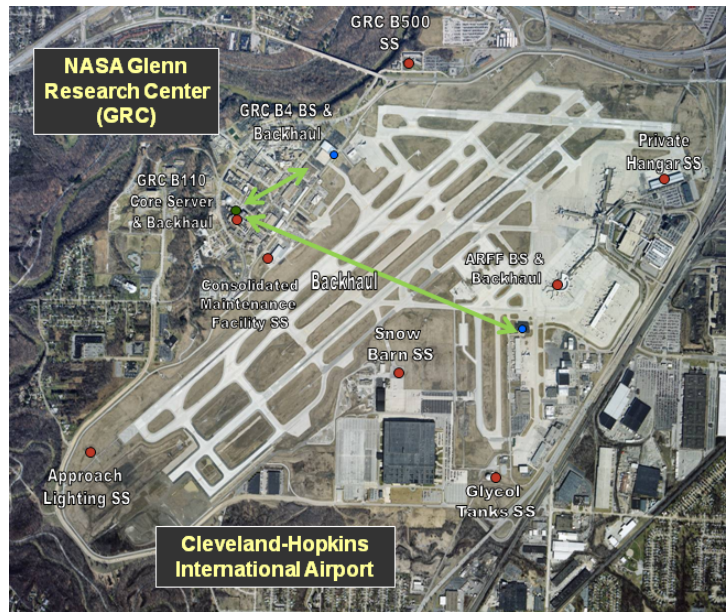 GRC B500
SS
NASA Glenn
Research Center
(GRC)
GRC B4 BS &
Backhaul
Private
Hangar SS
GRC B110
Core Server
& Backhaul
ARFF BS &
Backhaul
Backhaul
Consolidated
Maintenance
Facility SS
Snow
Barn SS
Approach
Lighting SS
Glycol
Tanks SS
Cleveland-Hopkins
International Airport